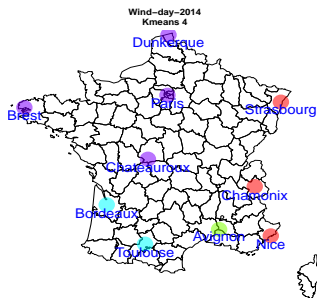 Wind-day-2014
Kmeans 4
Dunkerque
Paris
Strasbourg
Brest
Chateauroux
Chamonix
Bordeaux
Avignon
Nice
Toulouse